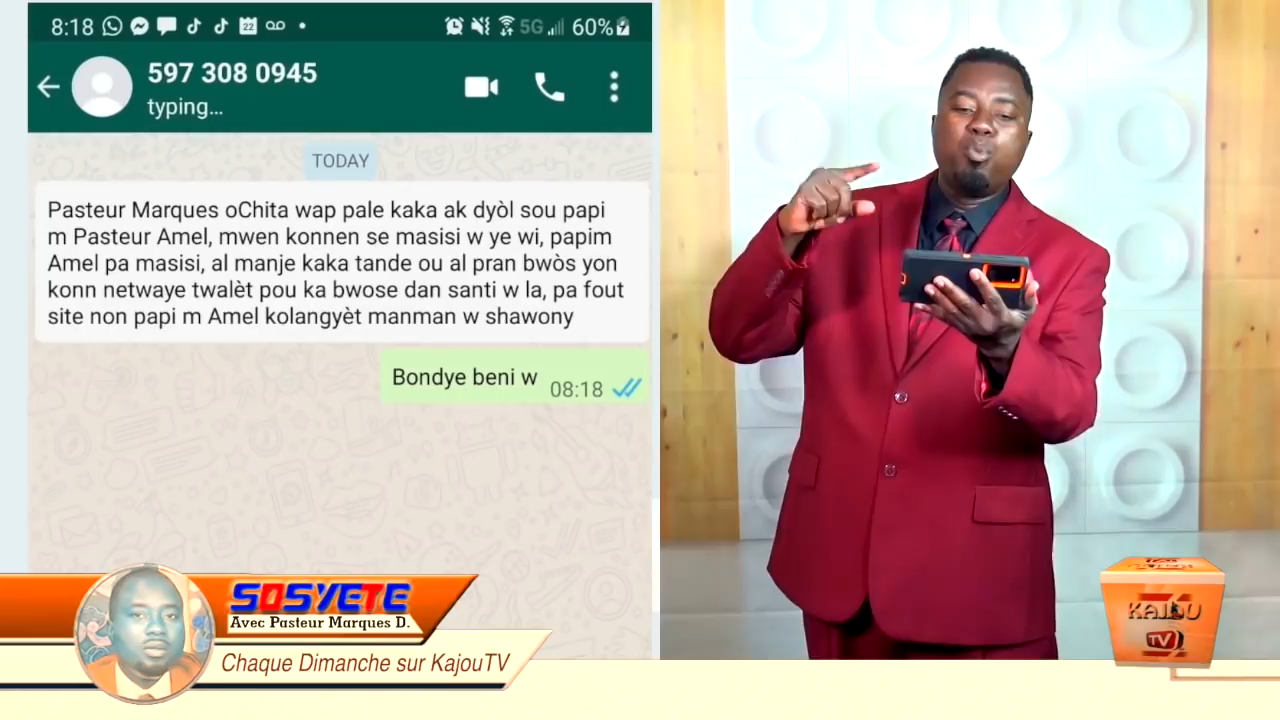 8:18
22
5G
60%
597 308 0945
typing...
TODAY
Pasteur Marques oChita wap pale kaka ak dyòl sou papi
m Pasteur Amel, mwen konnen se masisi w ye wi, papim
Amel pa masisi, al manje kaka tande ou al pran bwòs yon
konn netwaye twalèt pou ka bwose dan santi w la, pa fout
site non papi m Amel kolangyèt manman w shawony
Bondye beni w
08:18
SOSYETE
Avec Pasteur Marques D.
Chaque Dimanche sur KajouTV
KAJOU
TV